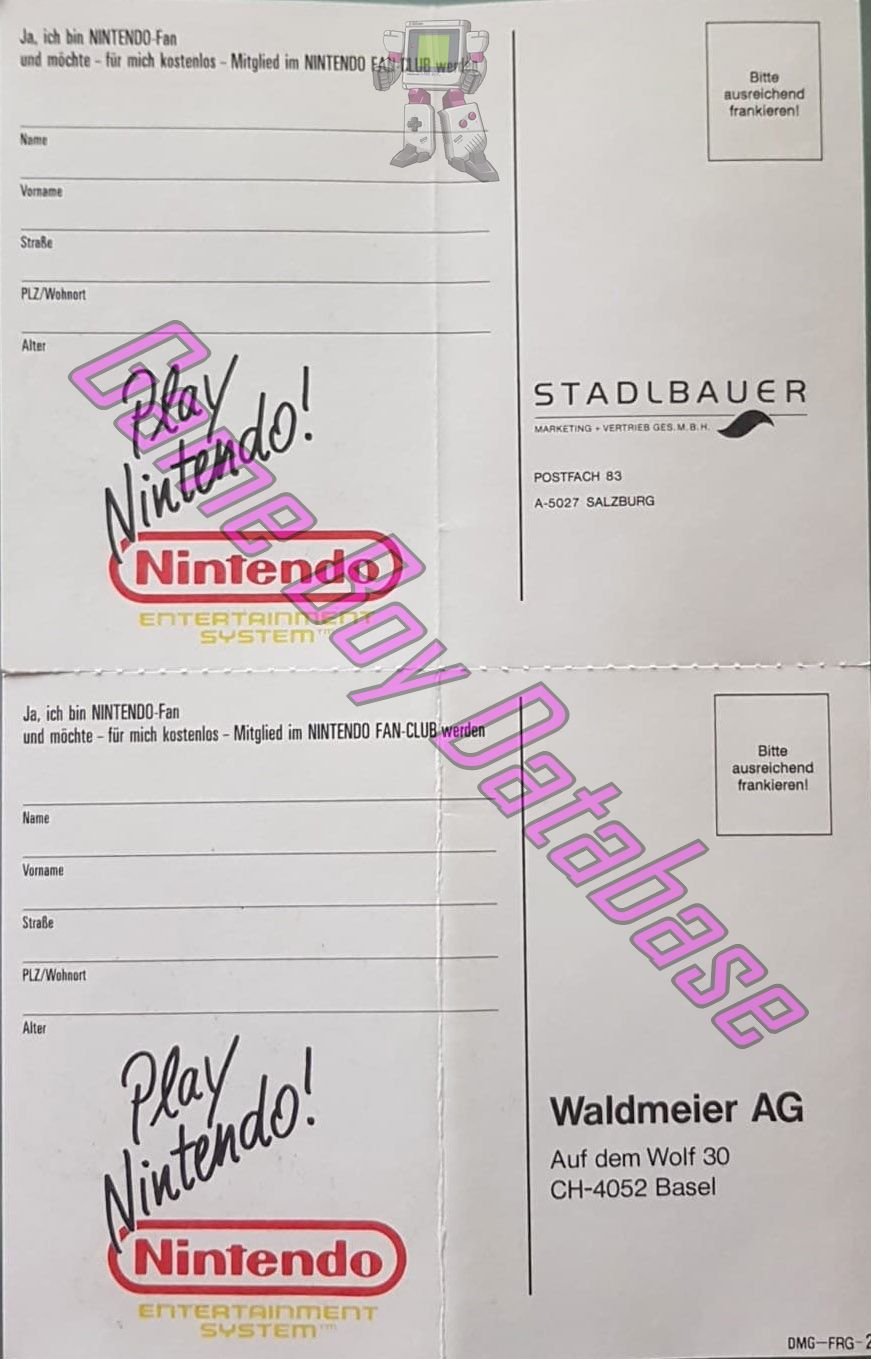 Ja, ich bin NINTENDO-Fan
und möchte - für mich kostenlos - Mitglied im NINTENDO FAN-CLUB werden
Name
Vorname
Straße
PLZ/Wohnort
Alter
Play
Nintendo!
Nintendo
ENTERTAINMENT
SYSTEM™
Bitte
ausreichend
frankieren!
STADLBAUER
MARKETING + VERTRIEB GES.M.B.H.
POSTFACH 83
A-5027 SALZBURG
Game Boy Database
Ja, ich bin NINTENDO-Fan
und möchte - für mich kostenlos - Mitglied im NINTENDO FAN-CLUB werden
Name
Vorname
Straße
PLZ/Wohnort
Alter
Play
Nintendo!
Nintendo
ENTERTAINMENT
SYSTEM™
Bitte
ausreichend
frankieren!
Waldmeier AG
Auf dem Wolf 30
CH-4052 Basel
DMG-FRG-2